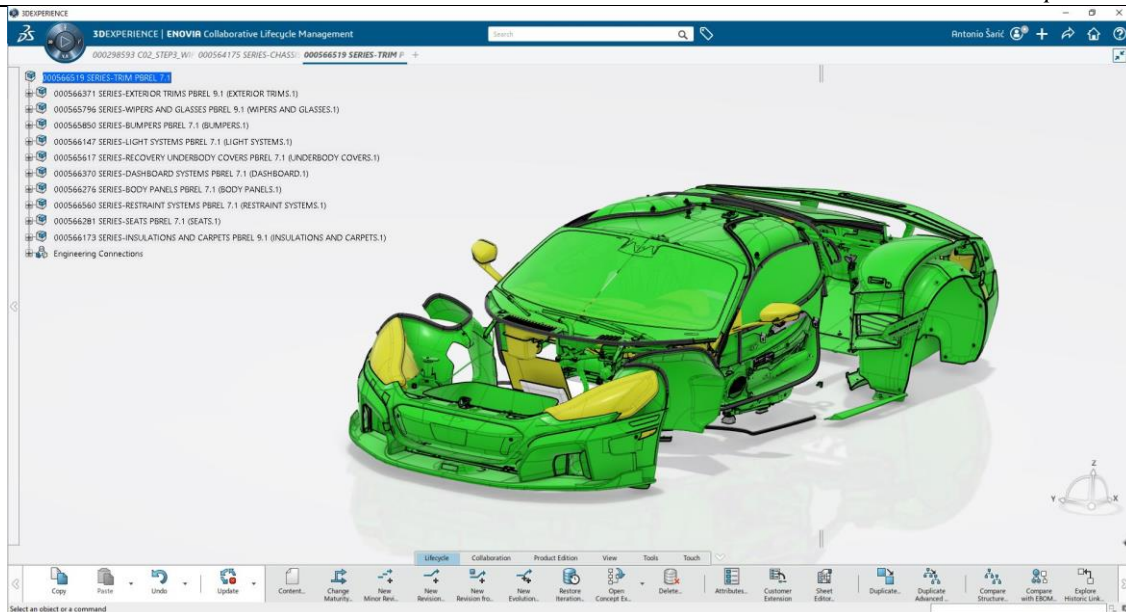 3DEXPERIENCE
3DEXPERIENCE | ENOVIA Collaborative Lifecycle Management
Search
Antonio Šarić
000298593 C02_STEP3_W
000564175 SERIES-CHASSI
000566519 SERIES-TRIM P
000566519 SERIES-TRIM PBREL 7.1
000566371 SERIES-EXTERIOR TRIMS PBREL 9.1 (EXTERIOR TRIMS.1)
000565796 SERIES-WIPERS AND GLASSES PBREL 9.1 (WIPERS AND GLASSES.1)
000565850 SERIES-BUMPERS PBREL 7.1 (BUMPERS.1)
000566147 SERIES-LIGHT SYSTEMS PBREL 7.1 (LIGHT SYSTEMS.1)
000565617 SERIES-RECOVERY UNDERBODY COVERS PBREL 7.1 (UNDERBODY COVERS.1)
000566370 SERIES-DASHBOARD SYSTEMS PBREL 7.1 (DASHBOARD.1)
000566276 SERIES-BODY PANELS PBREL 7.1 (BODY PANELS.1)
000566560 SERIES-RESTRAINT SYSTEMS PBREL 7.1 (RESTRAINT SYSTEMS.1)
000566281 SERIES-SEATS PBREL 7.1 (SEATS.1)
000566173 SERIES-INSULATIONS AND CARPETS PBREL 9.1 (INSULATIONS AND CARPETS.1)
Engineering Connections
Z
Y
X
Lifecycle
Collaboration
Product Edition
View
Tools
Touch
Copy
Paste
Undo
Update
Content...
Change Maturity...
New Minor Revi...
New Revision...
New Revision fro...
New Evolution...
Restore Iteration...
Open Concept Ex...
Delete...
Attributes...
Customer Extension
Sheet Editor...
Duplicate...
Duplicate Advanced...
Compare Structure...
Compare with EBOM...
Explore Historic Link...
Select an object or a command